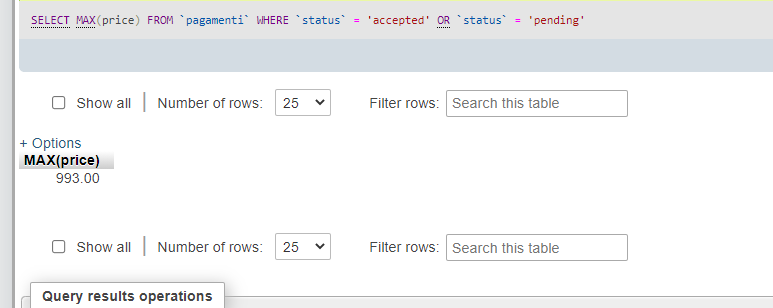 SELECT MAX(price) FROM `pagamenti` WHERE `status` = 'accepted' OR `status` = 'pending'
Show all Number of rows: 25 Filter rows: Search this table
+ Options
MAX(price)
993.00
Show all Number of rows: 25 Filter rows: Search this table
Query results operations